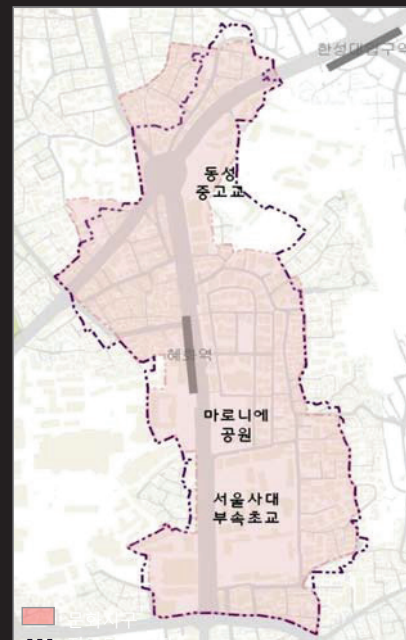 한성대입구역
동성
중고교
혜화역
마로니에
공원
서울사대
부속초교